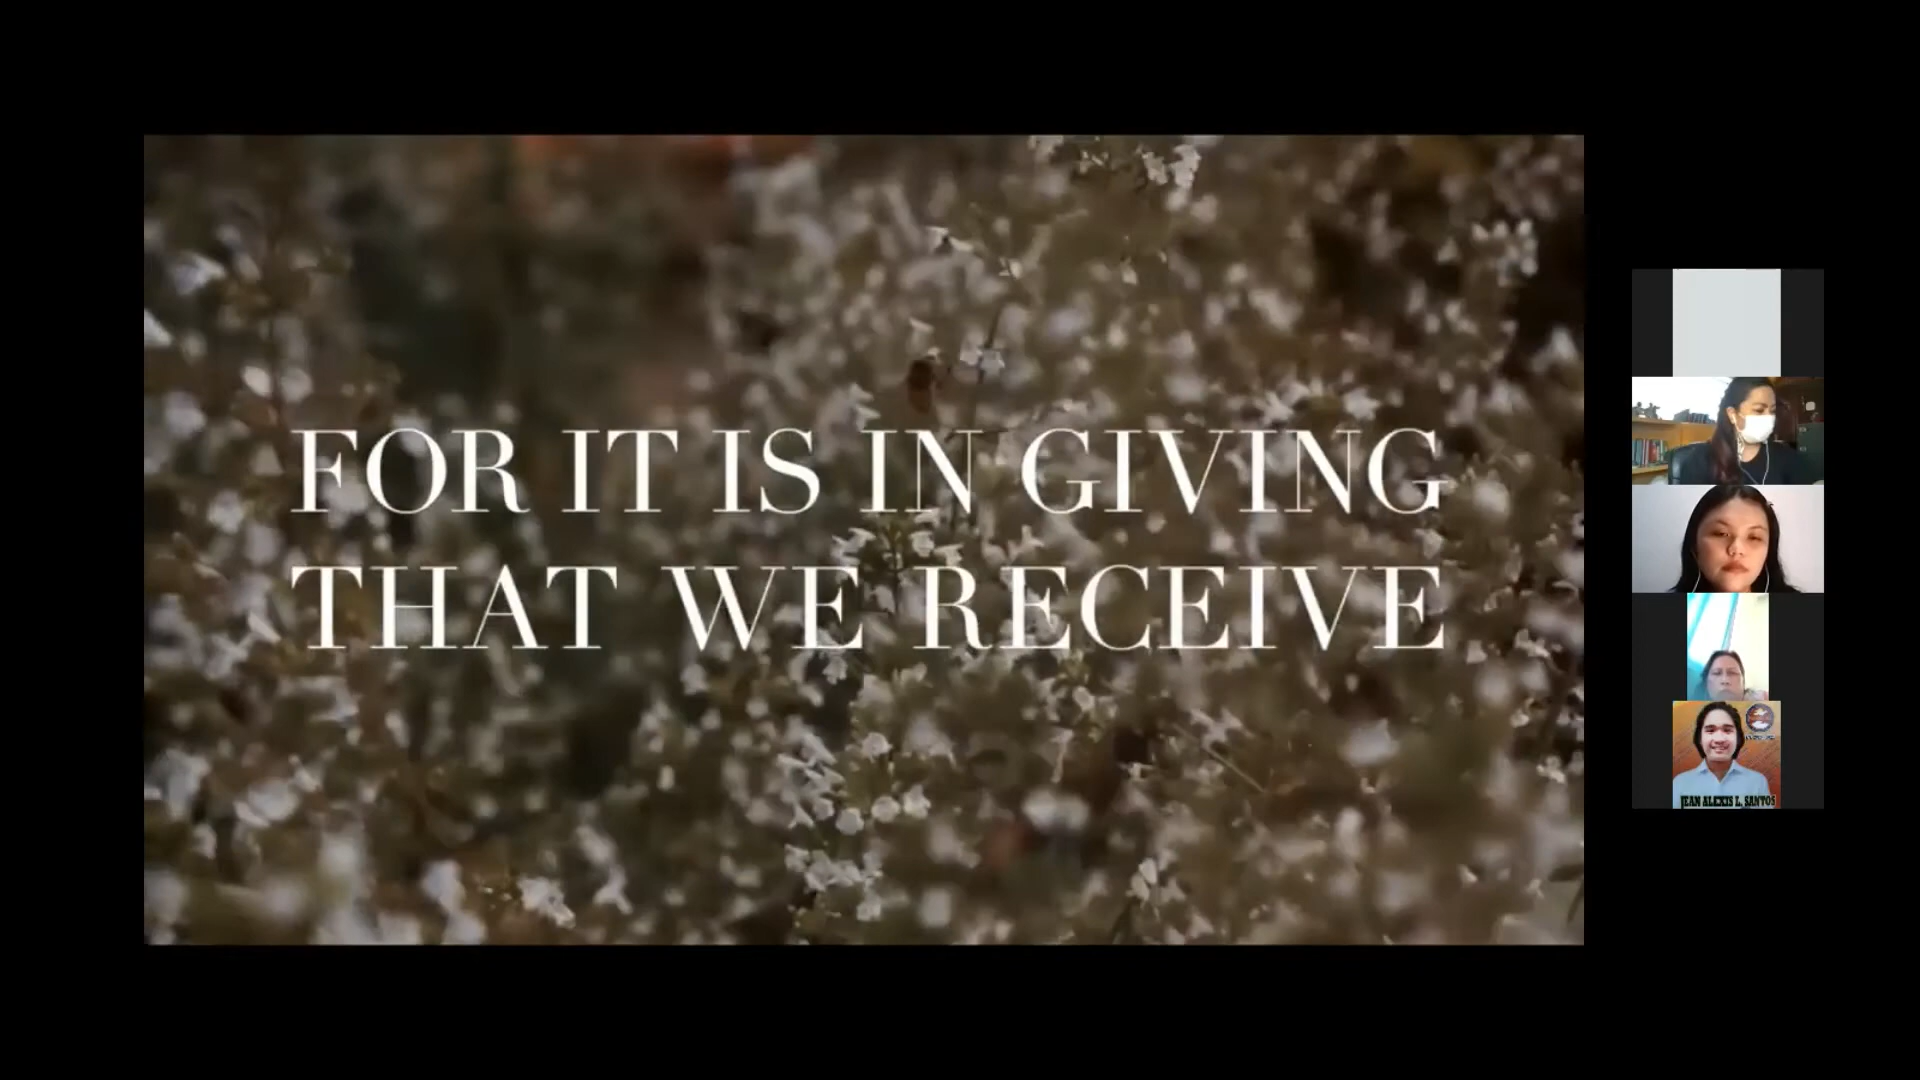 FOR IT IS IN GIVING
THAT WE RECEIVE
JEAN ALEXIS L. SANTOS